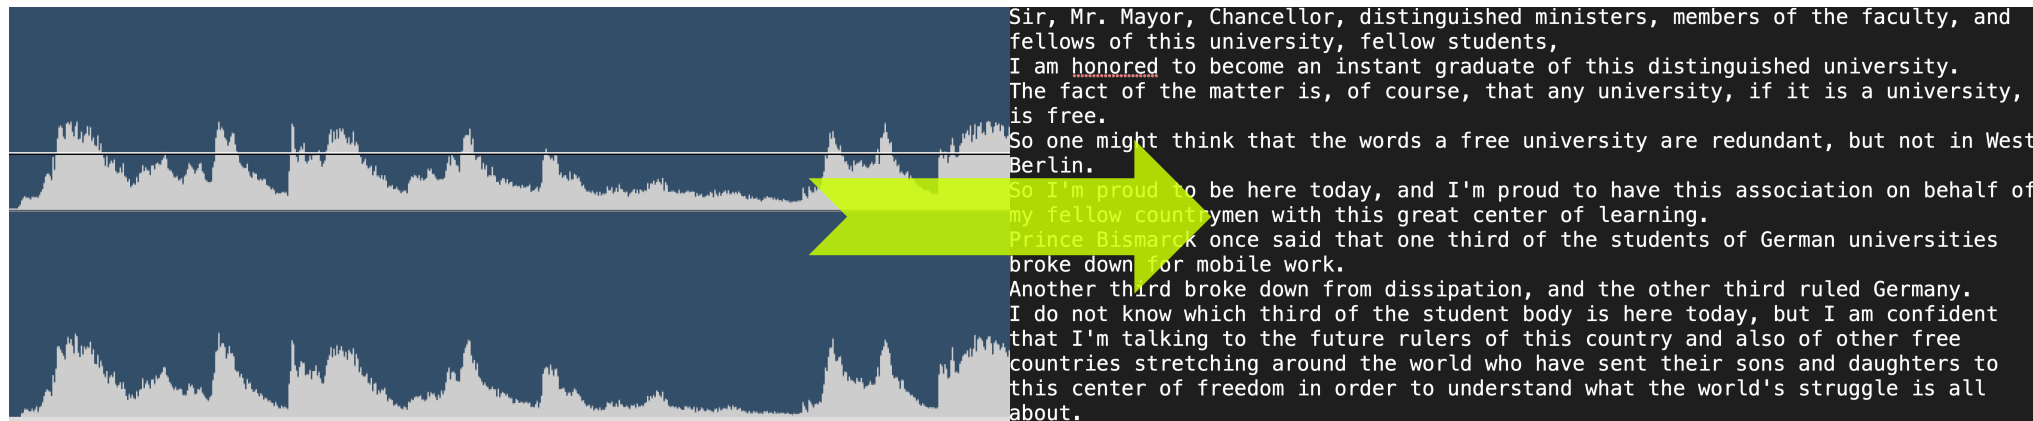 Sir, Mr. Mayor, Chancellor, distinguished ministers, members of the faculty, and
fellows of this university, fellow students,
I am honored to become an instant graduate of this distinguished university.
The fact of the matter is, of course, that any university, if it is a university,
is free.
So one might think that the words a free university are redundant, but not in West
Berlin.
So I'm proud to be here today, and I'm proud to have this association on behalf of
my fellow countrymen with this great center of learning.
Prince Bismarck once said that one third of the students of German universities
broke down for mobile work.
Another third broke down from dissipation, and the other third ruled Germany.
I do not know which third of the student body is here today, but I am confident
that I'm talking to the future rulers of this country and also of other free
countries stretching around the world who have sent their sons and daughters to
this center of freedom in order to understand what the world's struggle is all
about.